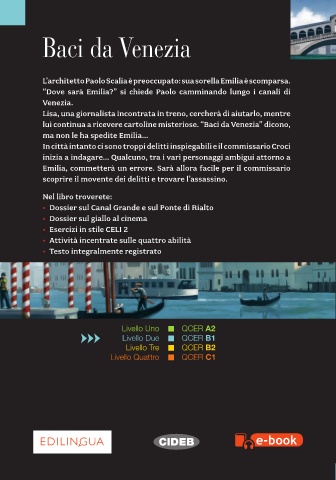 Baci da Venezia
L'architetto Paolo Scalia è preoccupato: sua sorella Emilia è scomparsa.
"Dove sarà Emilia?" si chiede Paolo camminando lungo i canali di
Venezia.
Lisa, una giornalista incontrata in treno, cercherà di aiutarlo, mentre
lui continua a ricevere cartoline misteriose. "Baci da Venezia" dicono,
ma non le ha spedite Emilia...
In città intanto ci sono troppi delitti inspiegabili e il commissario Croci
inizia a indagare... Qualcuno, tra i vari personaggi ambigui attorno a
Emilia, commetterà un errore. Sarà allora facile per il commissario
scoprire il movente dei delitti e trovare l'assassino.
Nel libro troverete:
• Dossier sul Canal Grande e sul Ponte di Rialto
• Dossier sul giallo al cinema
• Esercizi in stile CELI 2
• Attività incentrate sulle quattro abilità
• Testo integralmente registrato
Livello Uno QCER A2
Livello Due QCER B1
Livello Tre QCER B2
Livello Quattro QCER C1
EDILINGUA CIDEB e-book